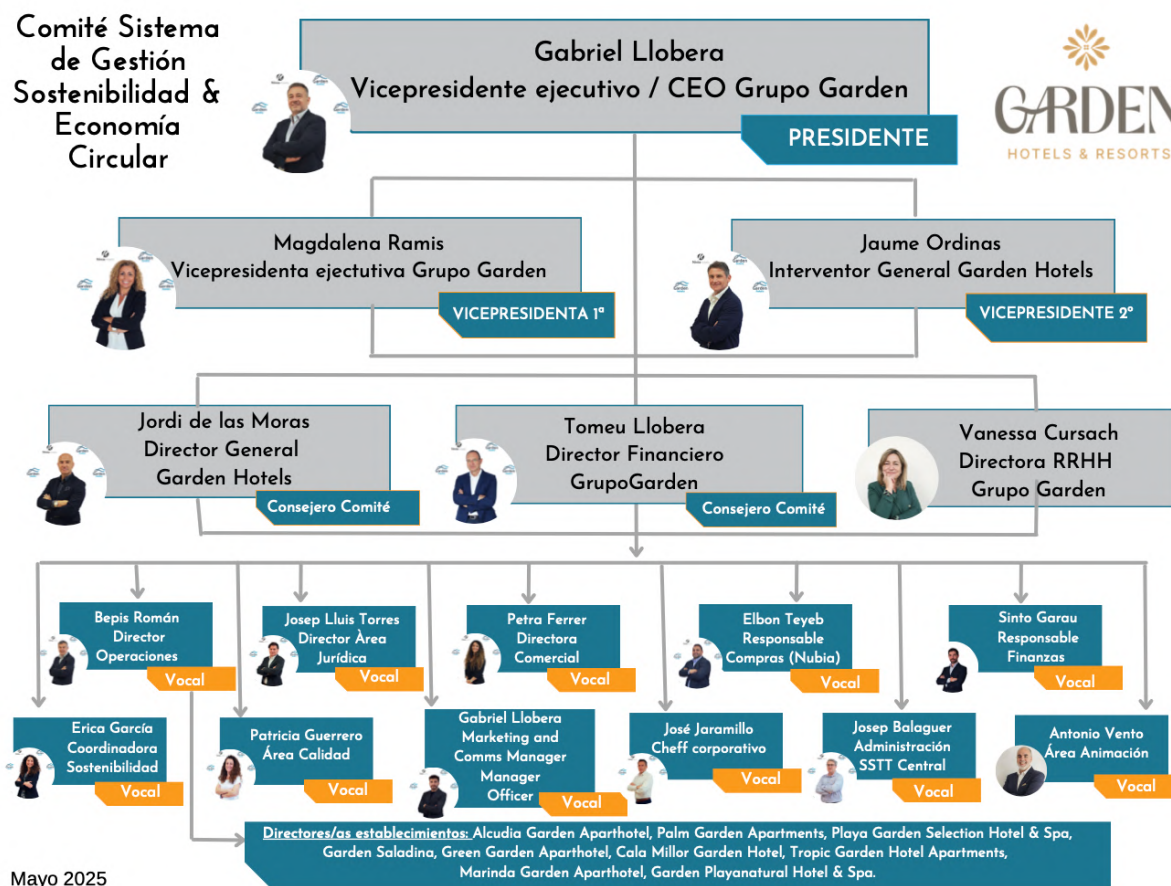 Comité Sistema
de Gestión
Sostenibilidad &
Economía
Circular
Gabriel Llobera
Vicepresidente ejecutivo / CEO Grupo Garden
PRESIDENTE
GARDEN
HOTELS & RESORTS
Magdalena Ramis
Vicepresidenta ejectutiva Grupo Garden
VICEPRESIDENTA 1ª
Jaume Ordinas
Interventor General Garden Hotels
VICEPRESIDENTE 2º
Jordi de las Moras
Director General
Garden Hotels
Consejero Comité
Tomeu Llobera
Director Financiero
GrupoGarden
Consejero Comité
Vanessa Cursach
Directora RRHH
Grupo Garden
Bepis Román
Director
Operaciones
Vocal
Josep Lluis Torres
Director Àrea
Jurídica
Vocal
Petra Ferrer
Directora
Comercial
Vocal
Elbon Teyeb
Responsable
Compras (Nubia)
Vocal
Sinto Garau
Responsable
Finanzas
Vocal
Erica García
Coordinadora
Sostenibilidad
Vocal
Patricia Guerrero
Área Calidad
Vocal
Gabriel Llobera
Marketing and
Comms Manager
Manager
Officer
Vocal
José Jaramillo
Cheff corporativo
Vocal
Josep Balaguer
Administración
SSTT Central
Vocal
Antonio Vento
Área Animación
Vocal
Directores/as establecimientos: Alcudia Garden Aparthotel, Palm Garden Apartments, Playa Garden Selection Hotel & Spa,
Garden Saladina, Green Garden Aparthotel, Cala Millor Garden Hotel, Tropic Garden Hotel Apartments,
Marinda Garden Aparthotel, Garden Playanatural Hotel & Spa.
Mayo 2025